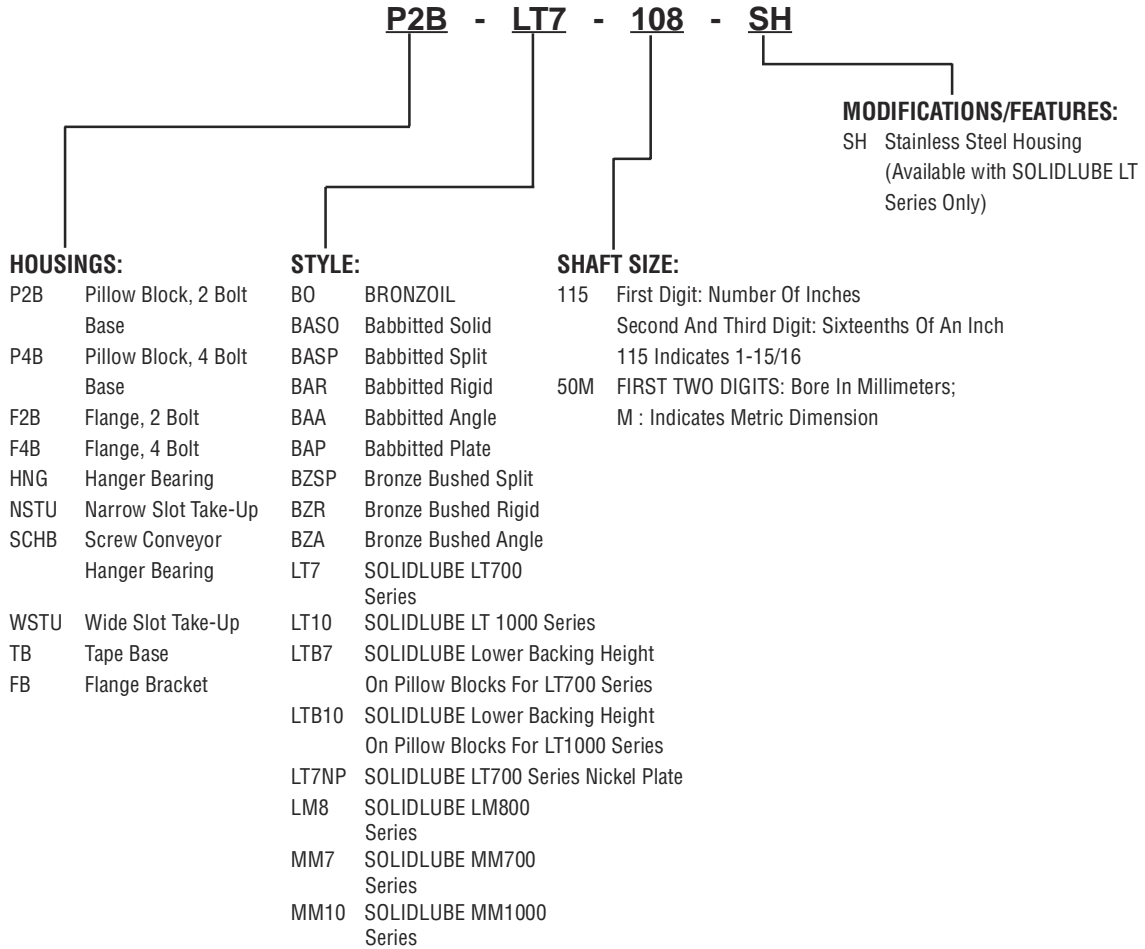 P2B - LT7 - 108 - SH
MODIFICATIONS/FEATURES:
SH Stainless Steel Housing
(Available with SOLIDLUBE LT
Series Only)
HOUSINGS:
P2B Pillow Block, 2 Bolt
Base
P4B Pillow Block, 4 Bolt
Base
F2B Flange, 2 Bolt
F4B Flange, 4 Bolt
HNG Hanger Bearing
NSTU Narrow Slot Take-Up
SCHB Screw Conveyor
Hanger Bearing
WSTU Wide Slot Take-Up
TB Tape Base
FB Flange Bracket
STYLE:
BO BRONZOIL
BASO Babbitted Solid
BASP Babbitted Split
BAR Babbitted Rigid
BAA Babbitted Angle
BAP Babbitted Plate
BZSP Bronze Bushed Split
BZR Bronze Bushed Rigid
BZA Bronze Bushed Angle
LT7 SOLIDLUBE LT700
Series
LT10 SOLIDLUBE LT 1000 Series
LTB7 SOLIDLUBE Lower Backing Height
On Pillow Blocks For LT700 Series
LTB10 SOLIDLUBE Lower Backing Height
On Pillow Blocks For LT1000 Series
LT7NP SOLIDLUBE LT700 Series Nickel Plate
LM8 SOLIDLUBE LM800
Series
MM7 SOLIDLUBE MM700
Series
MM10 SOLIDLUBE MM1000
Series
SHAFT SIZE:
115 First Digit: Number Of Inches
Second And Third Digit: Sixteenths Of An Inch
115 Indicates 1-15/16
50M FIRST TWO DIGITS: Bore In Millimeters;
M : Indicates Metric Dimension